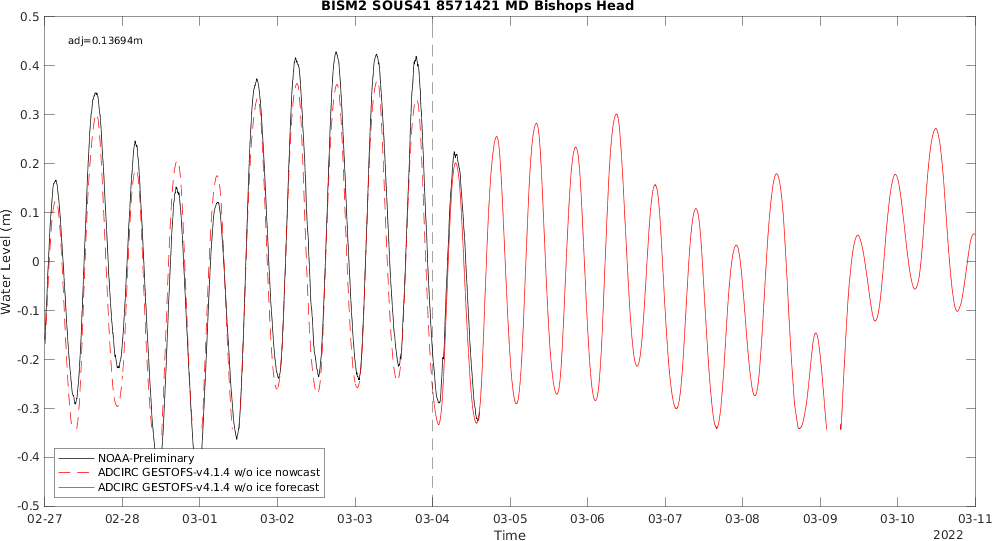 BISM2 SOUS41 8571421 MD Bishops Head
adj=0.13694m
0.5
0.4
0.3
0.2
0.1
0
-0.1
-0.2
-0.3
-0.4
-0.5
Water Level (m)
NOAA-Preliminary
ADCIRC GESTOFS-v4.1.4 w/o ice nowcast
ADCIRC GESTOFS-v4.1.4 w/o ice forecast
02-27 02-28 03-01 03-02 03-03 03-04 03-05 03-06 03-07 03-08 03-09 03-10 03-11
Time
2022